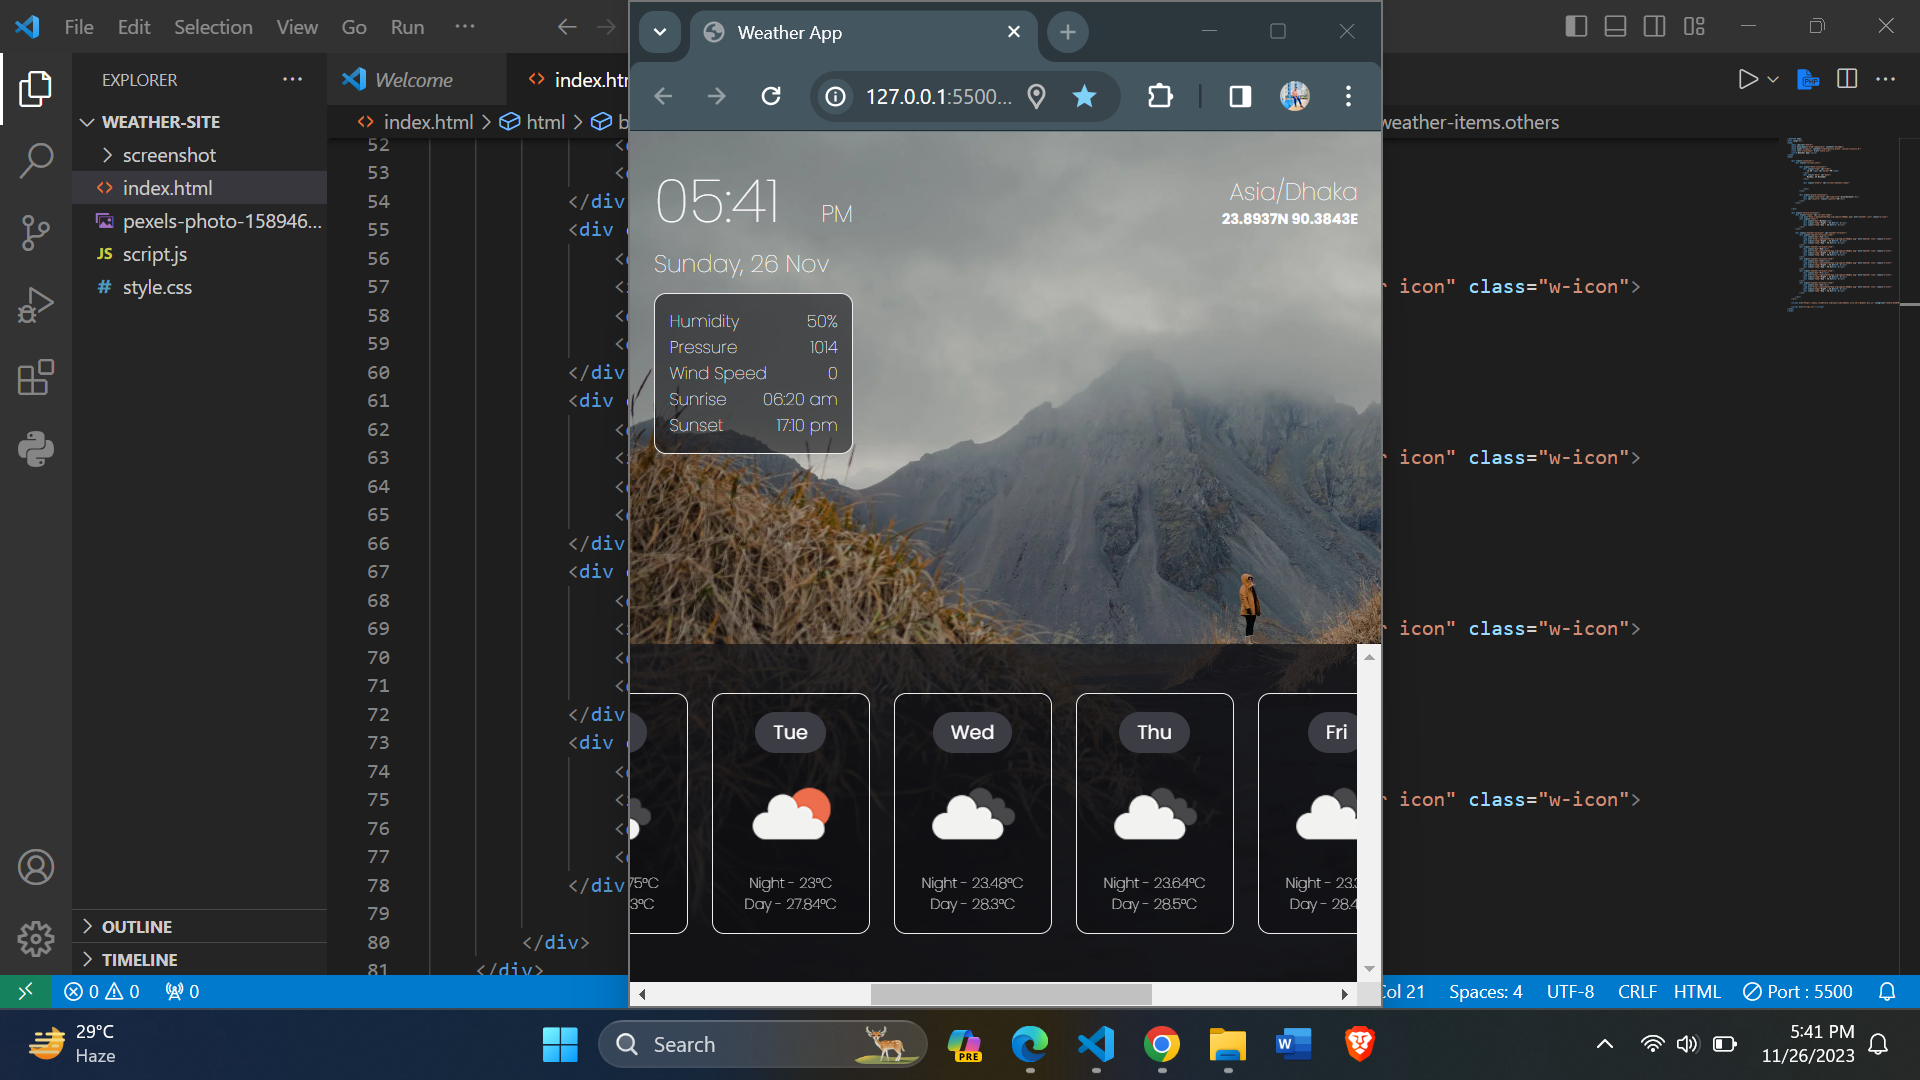 File Edit Selection View Go Run ...
Weather App
EXPLORER
Welcome
index.htm
127.0.0.1:5500...
WEATHER-SITE
index.html > html > b
weather-items.others
screenshot
index.html
pexels-photo-158946...
script.js
style.css
52
53
54 </div
55 <div
56
57 icon" class="w-icon">
58
59
60 </div
61 <div
62
63 icon" class="w-icon">
64
65
66 </div
67 <div
68
69 icon" class="w-icon">
70
71
72 </div
73 <div
74
75 icon" class="w-icon">
76
77
78 </div
79
80 </div>
81 </div>
05:41 PM
Asia/Dhaka
23.8937N 90.3843E
Sunday, 26 Nov
Humidity 50%
Pressure 1014
Wind Speed 0
Sunrise 06:20 am
Sunset 17:10 pm
Tue Wed Thu Fri
75°C Night - 23°C Night - 23.48°C Night - 23.64°C Night - 23.
3°C Day - 27.84°C Day - 28.3°C Day - 28.5°C Day - 28.4
OUTLINE
TIMELINE
0 0 0
Col 21 Spaces: 4 UTF-8 CRLF HTML Port : 5500
29°C
Haze
Search
PRE
W
5:41 PM
11/26/2023